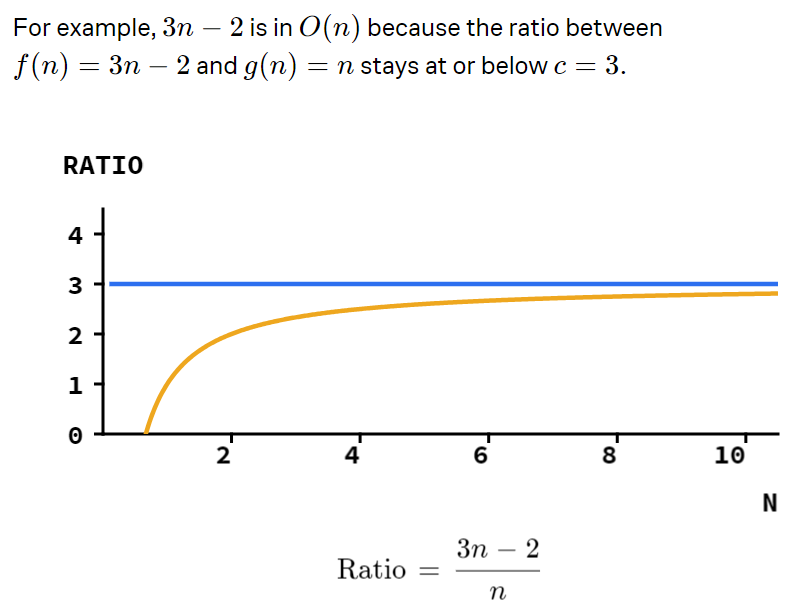 For example, 3n − 2 is in O(n) because the ratio between
f(n) = 3n − 2 and g(n) = n stays at or below c = 3.
RATIO
4
3
2
1
0
2 4 6 8 10
N
Ratio = \frac{3n − 2}{n}